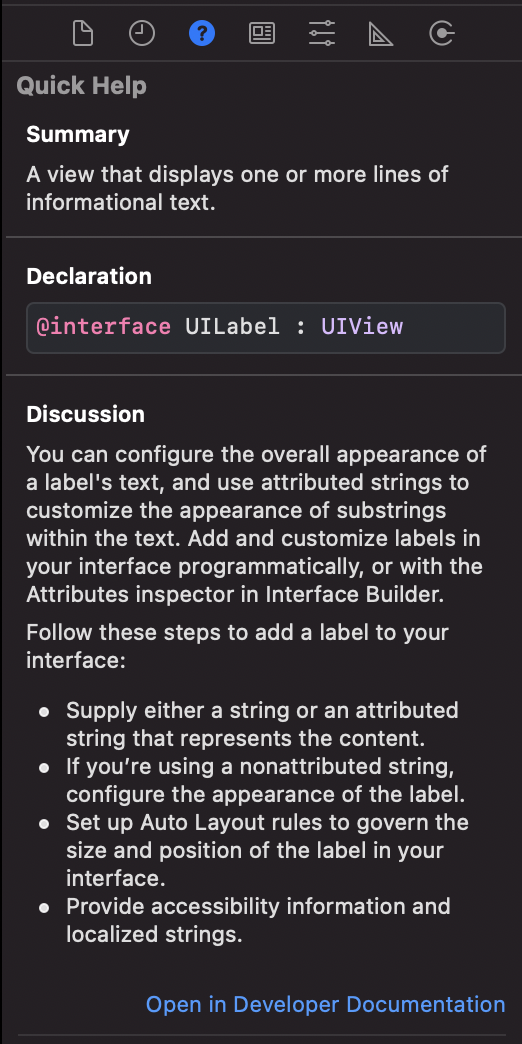 Quick Help
Summary
A view that displays one or more lines of
informational text.
Declaration
@interface UILabel : UIView
Discussion
You can configure the overall appearance of
a label's text, and use attributed strings to
customize the appearance of substrings
within the text. Add and customize labels in
your interface programmatically, or with the
Attributes inspector in Interface Builder.
Follow these steps to add a label to your
interface:
• Supply either a string or an attributed
string that represents the content.
• If you’re using a nonattributed string,
configure the appearance of the label.
• Set up Auto Layout rules to govern the
size and position of the label in your
interface.
• Provide accessibility information and
localized strings.
Open in Developer Documentation